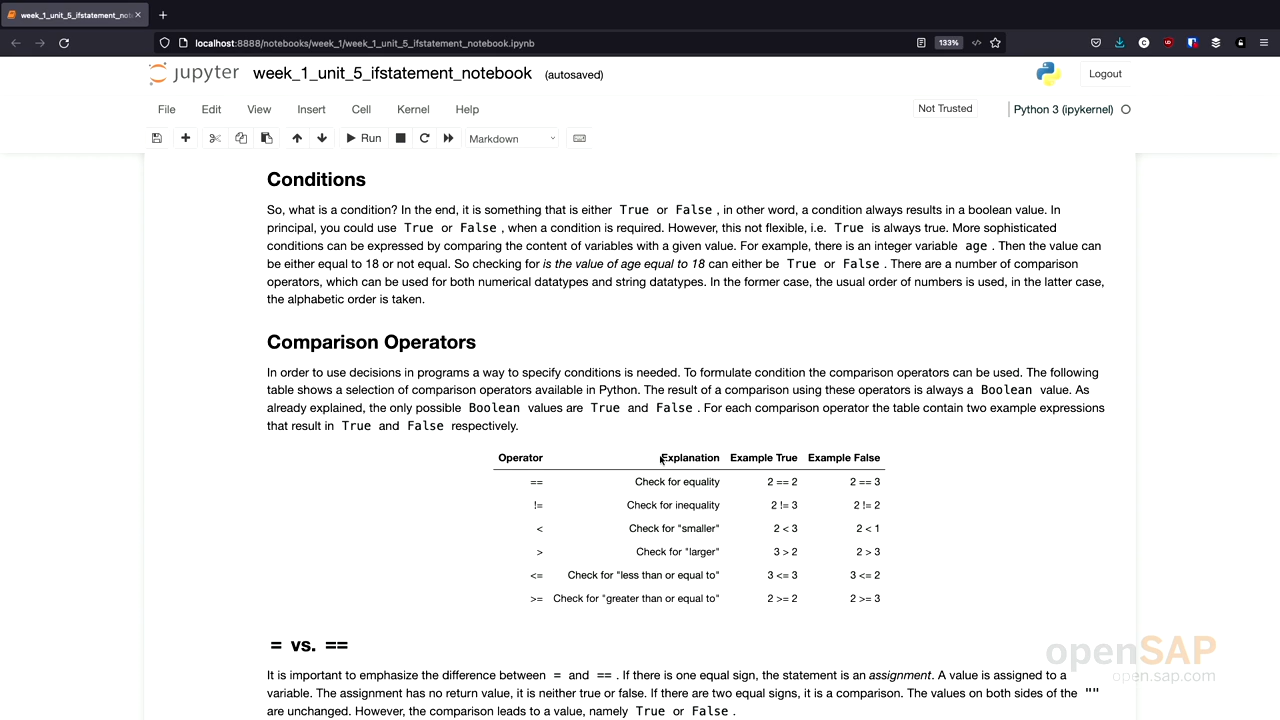 week_1_unit_5_ifstatement_not
localhost:8888/notebooks/week_1/week_1_unit_5_ifstatement_notebook.ipynb
133%
jupyter week_1_unit_5_ifstatement_notebook (autosaved)
Logout
File Edit View Insert Cell Kernel Help
Not Trusted
Python 3 (ipykernel)
Run
Markdown
Conditions
So, what is a condition? In the end, it is something that is either True or False , in other word, a condition always results in a boolean value. In
principal, you could use True or False , when a condition is required. However, this not flexible, i.e. True is always true. More sophisticated
conditions can be expressed by comparing the content of variables with a given value. For example, there is an integer variable age . Then the value can
be either equal to 18 or not equal. So checking for is the value of age equal to 18 can either be True or False . There are a number of comparison
operators, which can be used for both numerical datatypes and string datatypes. In the former case, the usual order of numbers is used, in the latter case,
the alphabetic order is taken.
Comparison Operators
In order to use decisions in programs a way to specify conditions is needed. To formulate condition the comparison operators can be used. The following
table shows a selection of comparison operators available in Python. The result of a comparison using these operators is always a Boolean value. As
already explained, the only possible Boolean values are True and False . For each comparison operator the table contain two example expressions
that result in True and False respectively.
Operator Explanation Example True Example False
== Check for equality 2 == 2 2 == 3
!= Check for inequality 2 != 3 2 != 2
< Check for "smaller" 2 < 3 2 < 1
> Check for "larger" 3 > 2 2 > 3
<= Check for "less than or equal to" 3 <= 3 3 <= 2
>= Check for "greater than or equal to" 2 >= 2 2 >= 3
= vs. ==
It is important to emphasize the difference between = and == . If there is one equal sign, the statement is an assignment. A value is assigned to a
variable. The assignment has no return value, it is neither true or false. If there are two equal signs, it is a comparison. The values on both sides of the ""
are unchanged. However, the comparison leads to a value, namely True or False .
openSAP
open.sap.com